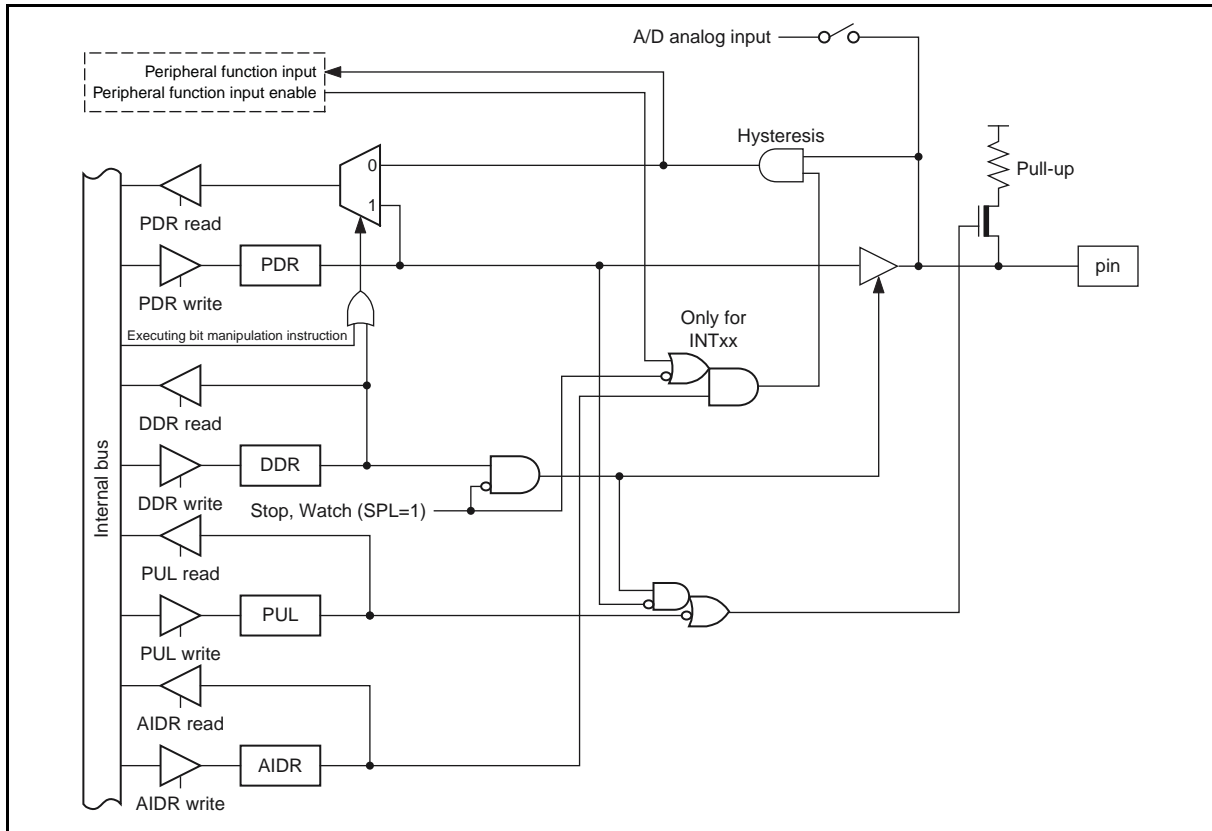 A/D analog input
Peripheral function input
Peripheral function input enable
Hysteresis
Pull-up
0
1
PDR read
PDR
pin
PDR write
Only for
INTxx
Executing bit manipulation instruction
DDR read
Internal bus
DDR
DDR write
Stop, Watch (SPL=1)
PUL read
PUL
PUL write
AIDR read
AIDR
AIDR write